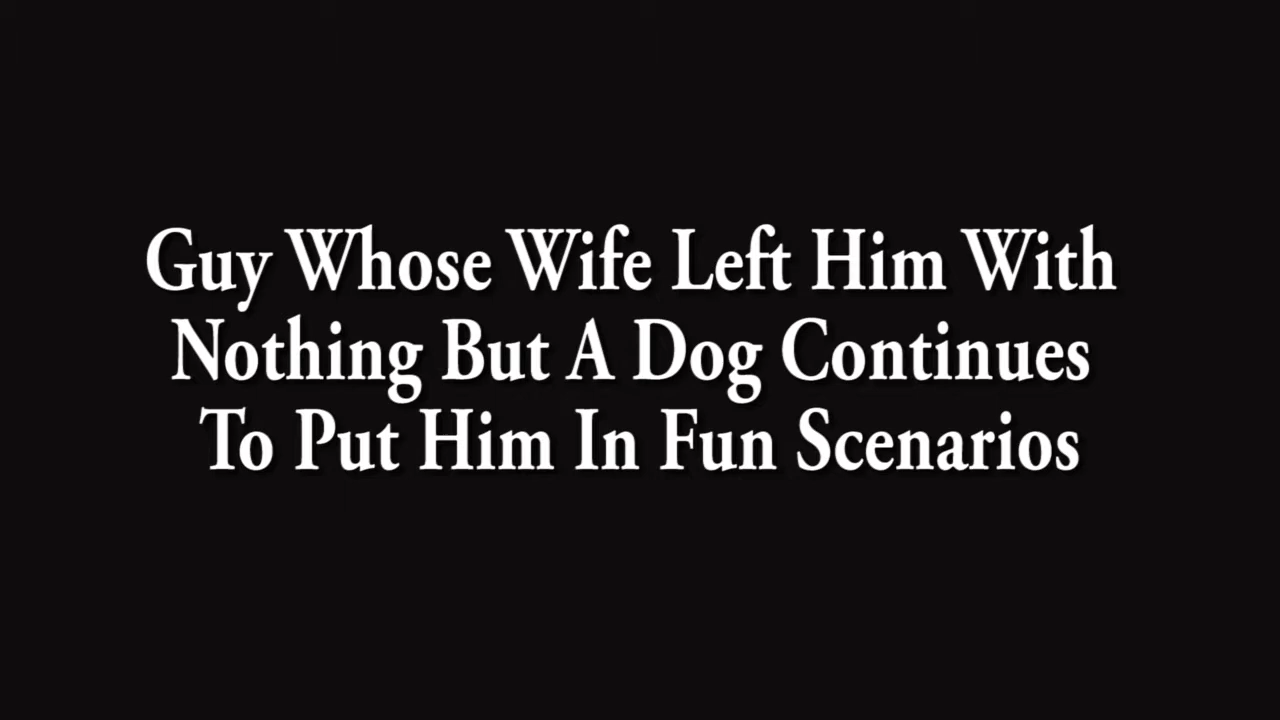 Guy Whose Wife Left Him With
Nothing But A Dog Continues
To Put Him In Fun Scenarios